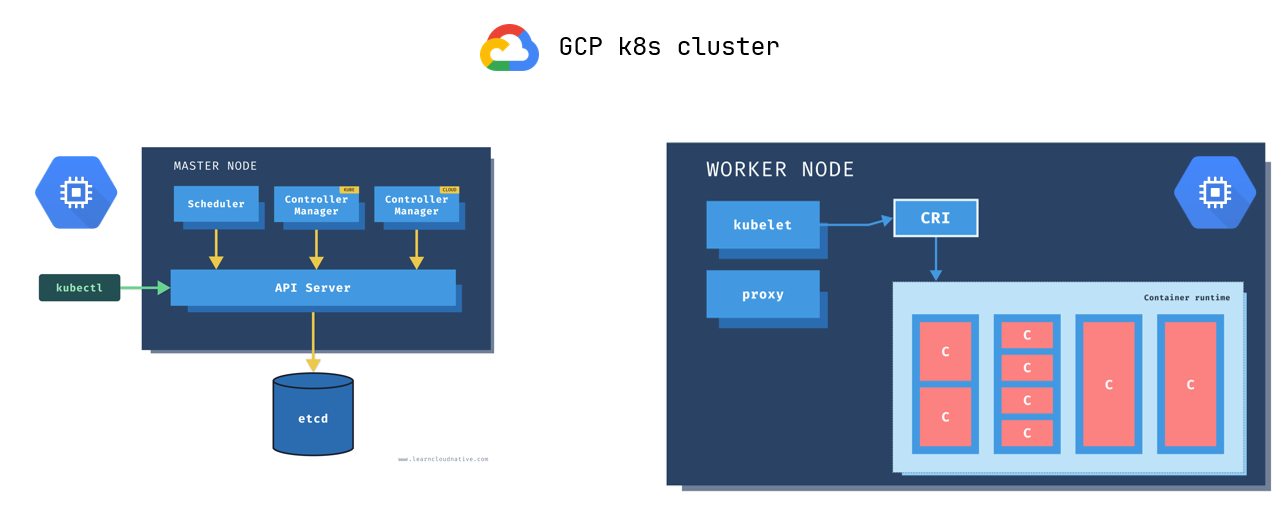 GCP k8s cluster
MASTER NODE
Scheduler
KUBE
Controller
Manager
CLOUD
Controller
Manager
kubectl
API Server
etcd
www.learncloudnative.com
WORKER NODE
kubelet
CRI
proxy
Container runtime
C
C
C
C
C
C
C
C